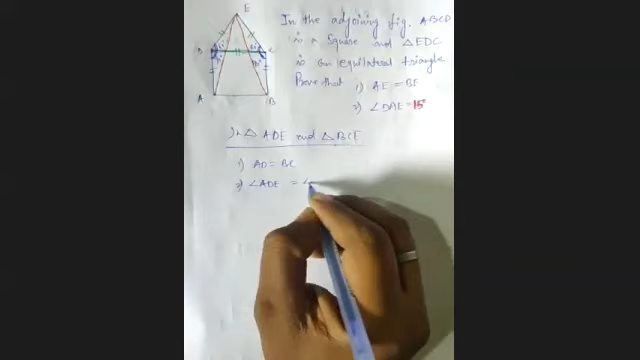 E
In the adjoining fig. ABCD
is a Square and △EDC
is an equilateral triangle
Prove that 1) AE = BE
2) ∠DAE = 15°
C
A
B
In △ ADE and △BCE
1) AD = BC
2) ∠ADE = ∠